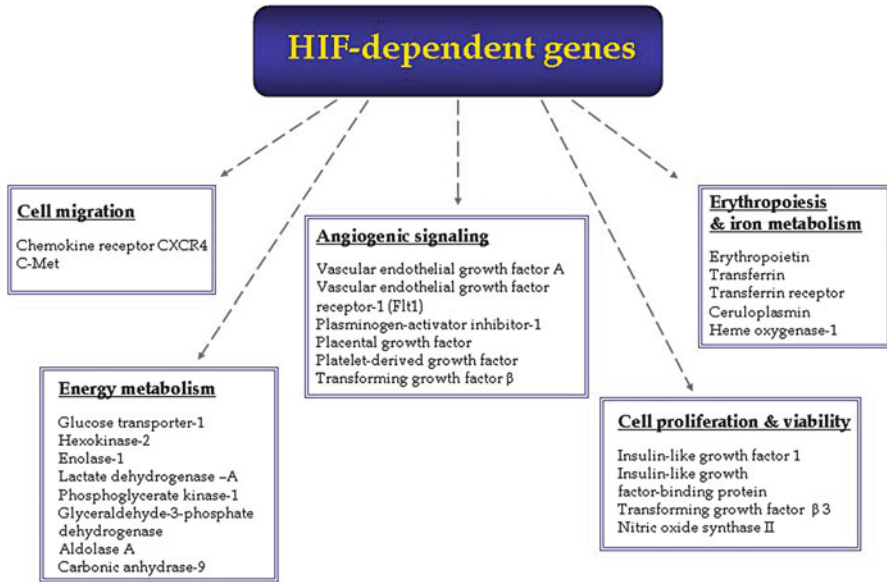 HIF-dependent genes
Cell migration
Chemokine receptor CXCR4
C-Met
Energy metabolism
Glucose transporter-1
Hexokinase-2
Enolase-1
Lactate dehydrogenase –A
Phosphoglycerate kinase-1
Glyceraldehyde-3-phosphate
dehydrogenase
Aldolase A
Carbonic anhydrase-9
Angiogenic signaling
Vascular endothelial growth factor A
Vascular endothelial growth factor
receptor-1 (Flt1)
Plasminogen-activator inhibitor-1
Placental growth factor
Platelet-derived growth factor
Transforming growth factor β
Cell proliferation & viability
Insulin-like growth factor 1
Insulin-like growth
factor-binding protein
Transforming growth factor β 3
Nitric oxide synthase II
Erythropoiesis
& iron metabolism
Erythropoietin
Transferrin
Transferrin receptor
Ceruloplasmin
Heme oxygenase-1